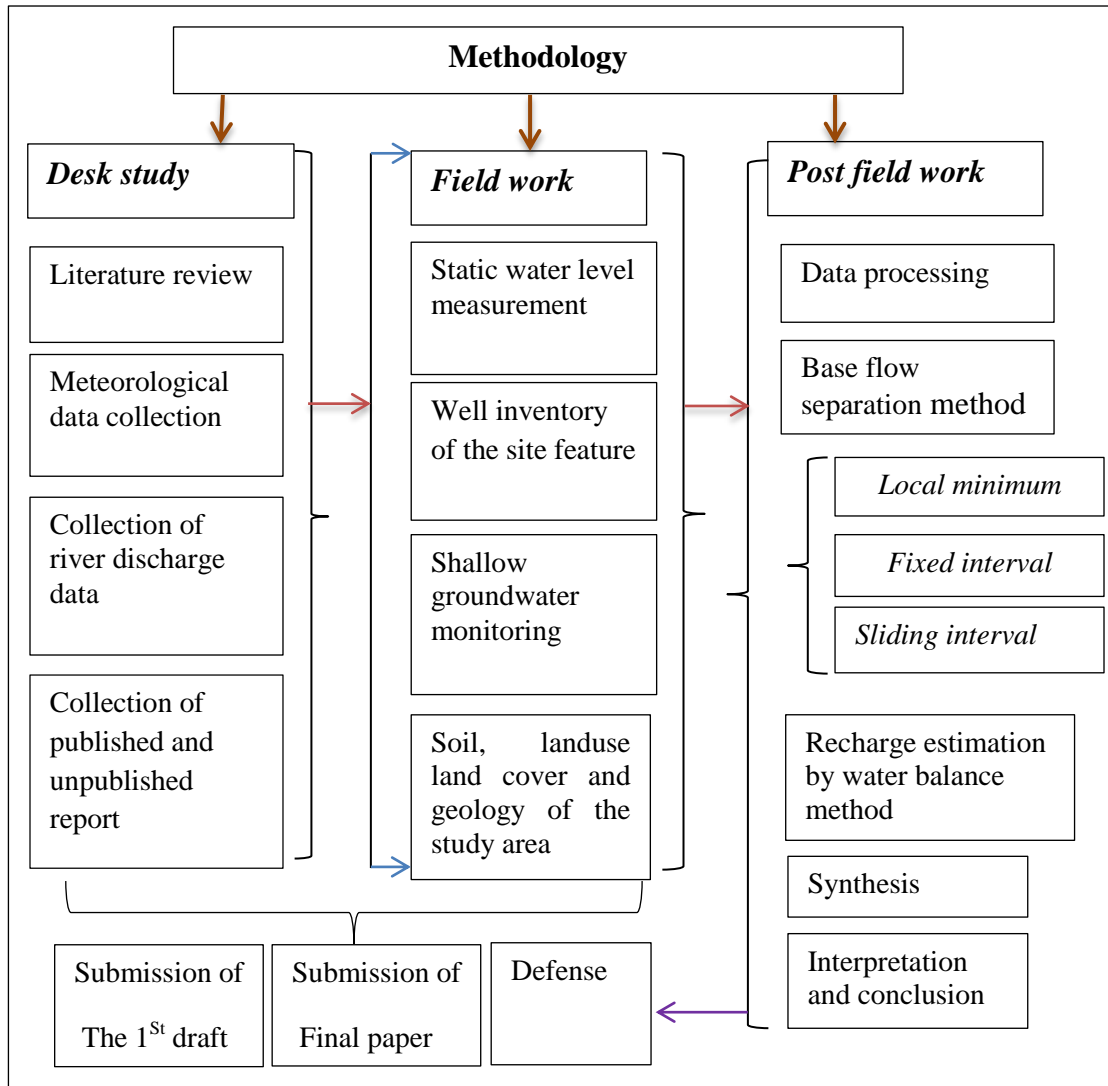 Methodology
Desk study
Literature review
Meteorological
data collection
Collection of
river discharge
data
Collection of
published and
unpublished
report
Field work
Static water level
measurement
Well inventory
of the site feature
Shallow
groundwater
monitoring
Soil, landuse
land cover and
geology of the
study area
Post field work
Data processing
Base flow
separation method
Local minimum
Fixed interval
Sliding interval
Recharge estimation
by water balance
method
Synthesis
Interpretation
and conclusion
Submission of
The 1St draft
Submission of
Final paper
Defense